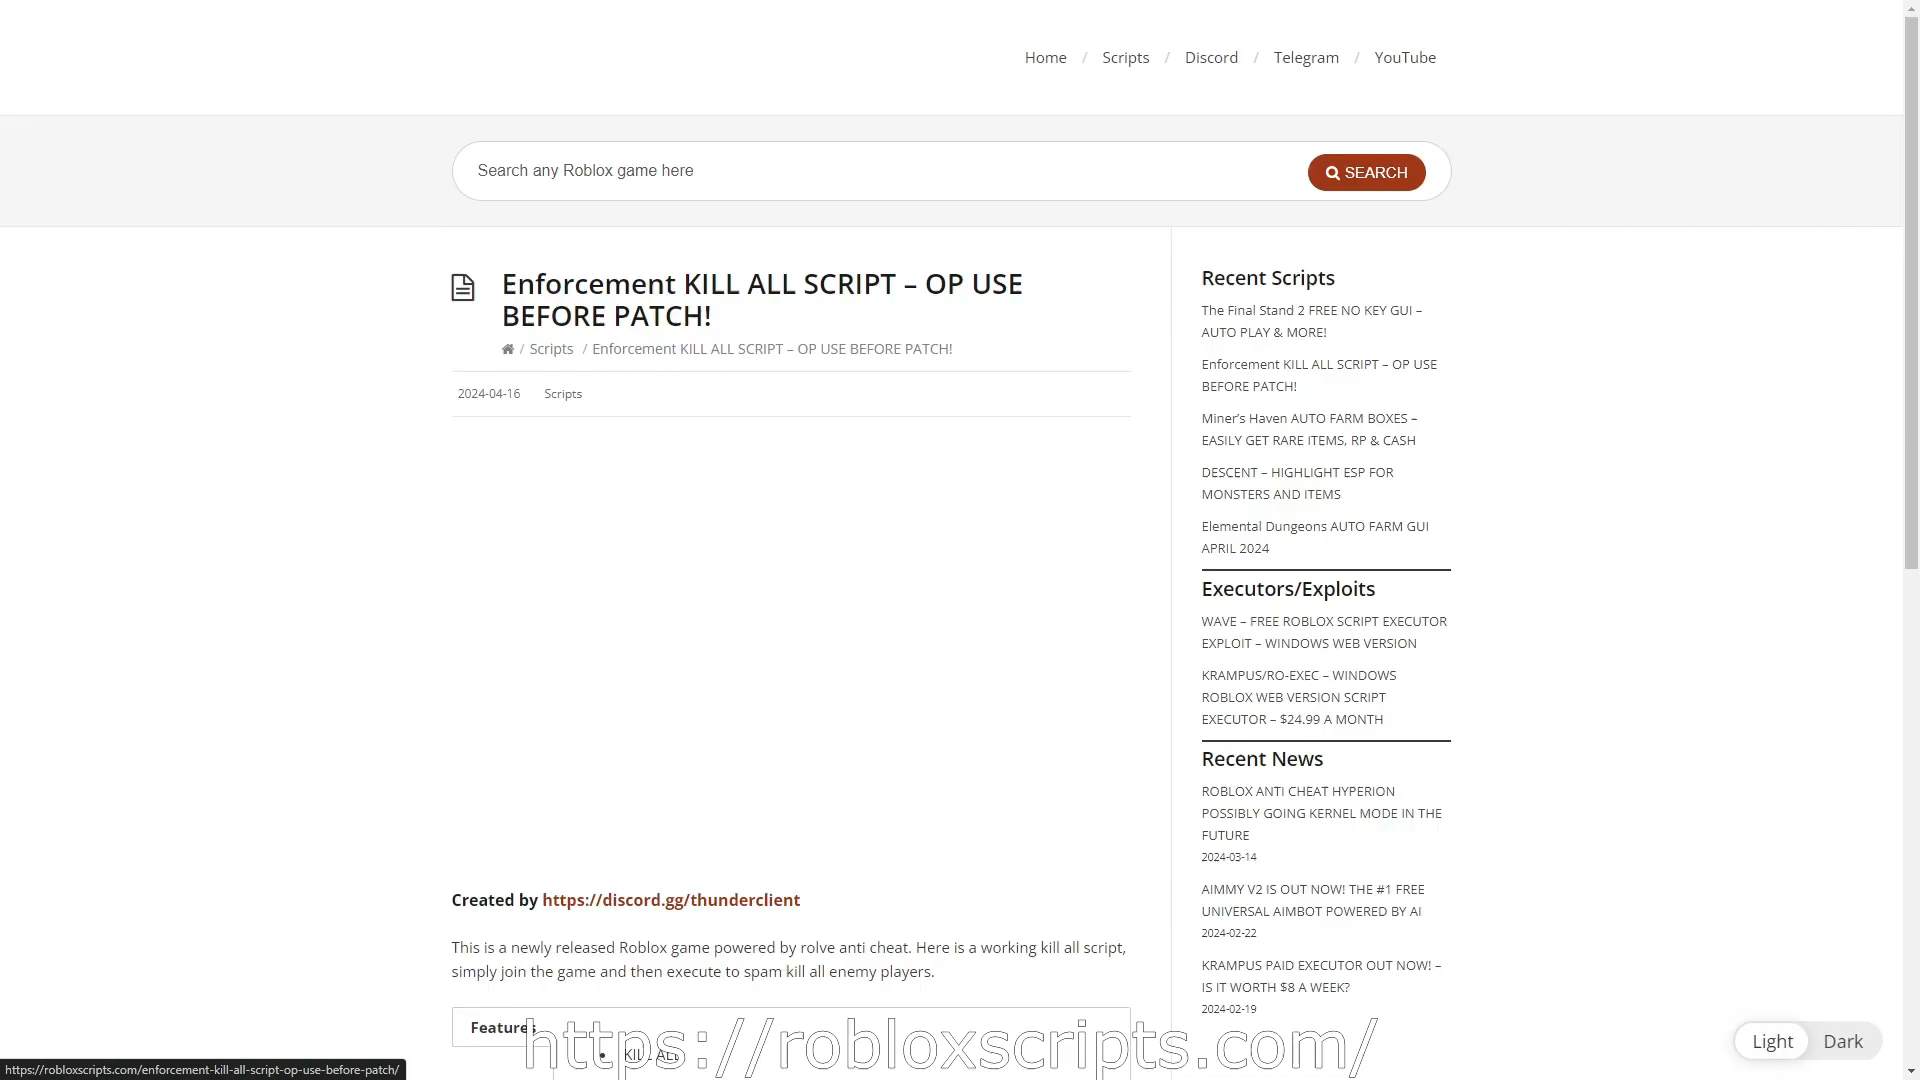 Home / Scripts / Discord / Telegram / YouTube
Search any Roblox game here
SEARCH
Enforcement KILL ALL SCRIPT – OP USE
BEFORE PATCH!
/ Scripts / Enforcement KILL ALL SCRIPT – OP USE BEFORE PATCH!
2024-04-16 Scripts
Created by https://discord.gg/thunderclient
This is a newly released Roblox game powered by rolve anti cheat. Here is a working kill all script,
simply join the game and then execute to spam kill all enemy players.
Features
• KILL ALL
Recent Scripts
The Final Stand 2 FREE NO KEY GUI –
AUTO PLAY & MORE!
Enforcement KILL ALL SCRIPT – OP USE
BEFORE PATCH!
Miner’s Haven AUTO FARM BOXES –
EASILY GET RARE ITEMS, RP & CASH
DESCENT – HIGHLIGHT ESP FOR
MONSTERS AND ITEMS
Elemental Dungeons AUTO FARM GUI
APRIL 2024
Executors/Exploits
WAVE – FREE ROBLOX SCRIPT EXECUTOR
EXPLOIT – WINDOWS WEB VERSION
KRAMPUS/RO-EXEC – WINDOWS
ROBLOX WEB VERSION SCRIPT
EXECUTOR – $24.99 A MONTH
Recent News
ROBLOX ANTI CHEAT HYPERION
POSSIBLY GOING KERNEL MODE IN THE
FUTURE
2024-03-14
AIMMY V2 IS OUT NOW! THE #1 FREE
UNIVERSAL AIMBOT POWERED BY AI
2024-02-22
KRAMPUS PAID EXECUTOR OUT NOW! –
IS IT WORTH $8 A WEEK?
2024-02-19
Light Dark
https://robloxscripts.com/
https://robloxscripts.com/enforcement-kill-all-script-op-use-before-patch/